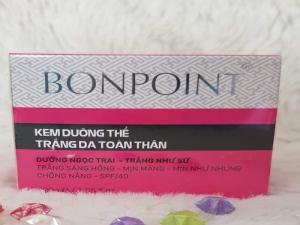 BONPOINT
KEM DƯỠNG THỂ
TRẮNG DA TOÀN THÂN
DƯỠNG NGỌC TRAI - TRẮNG NHƯ SỨ
TRẮNG SÁNG HỒNG - MỊN MÀNG - MỊN NHƯ NHUNG
CHỐNG NẮNG - SPF/40